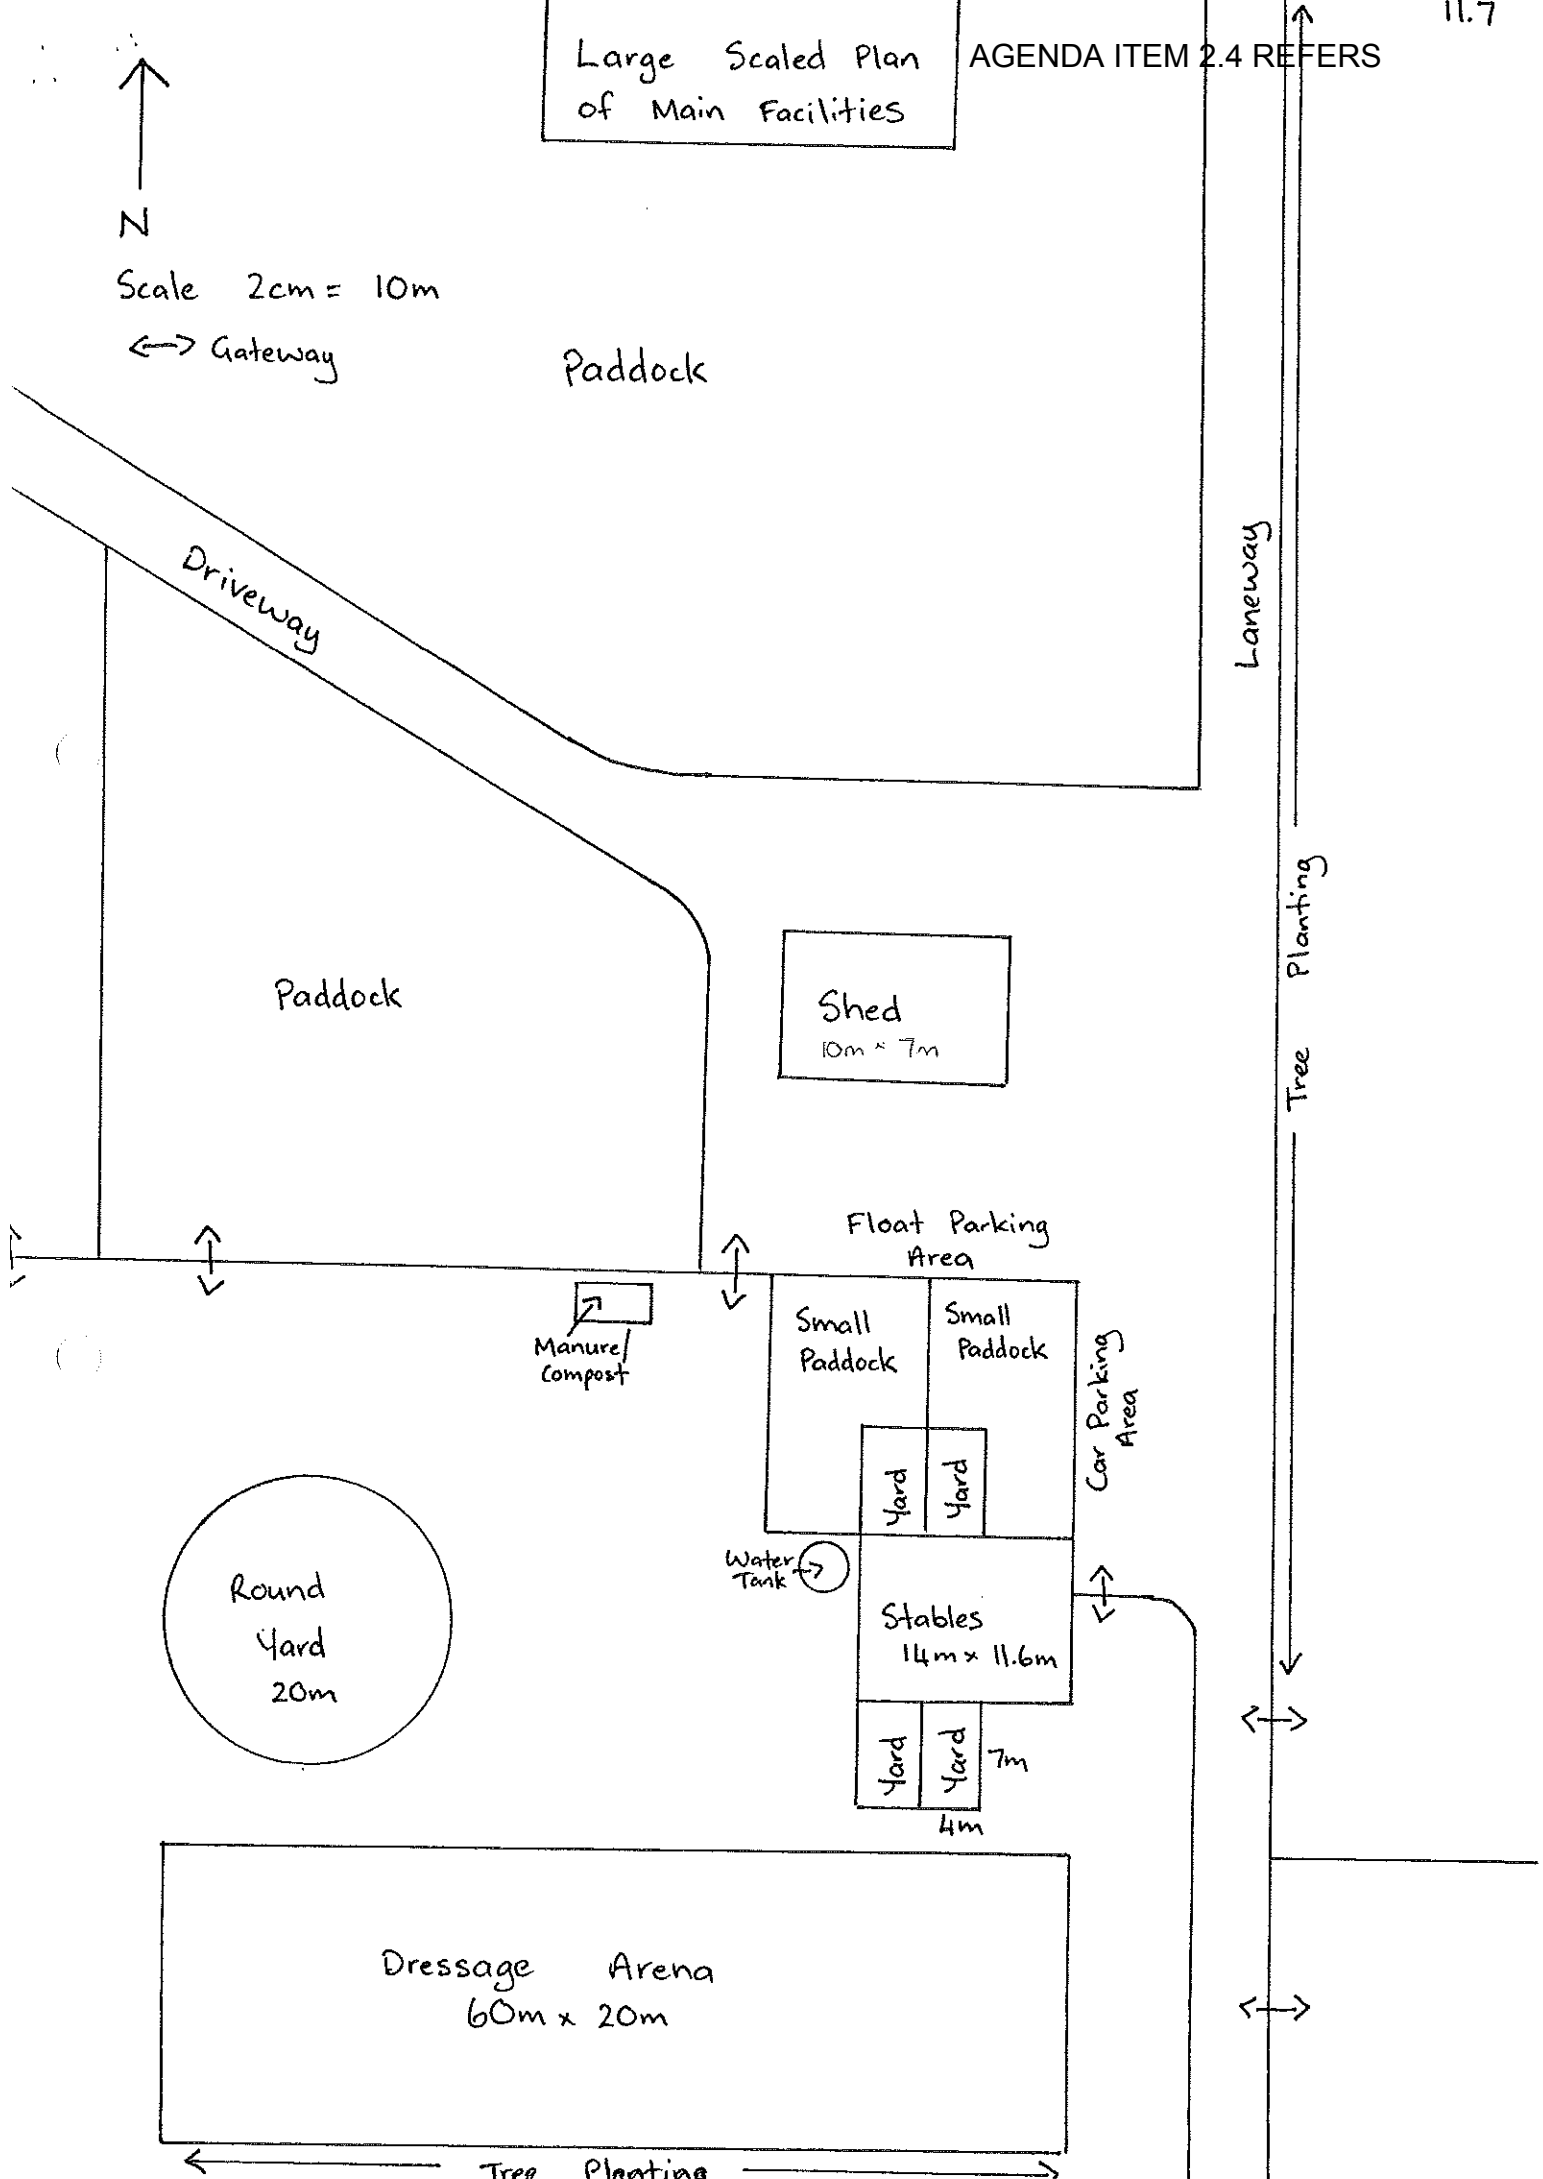 11.7
Large Scaled Plan
of Main Facilities
AGENDA ITEM 2.4 REFERS
N
Scale 2cm = 10m
Gateway
Paddock
Driveway
Laneway
Tree Planting
Paddock
Shed
10m × 7m
Float Parking
Area
Small
Paddock
Small
Paddock
Manure/
Compost
Car Parking
Area
Yard
Yard
Water
Tank
Round
Yard
20m
Stables
14m x 11.6m
Yard
Yard
7m
4m
Dressage Arena
60m x 20m
Tree Planting